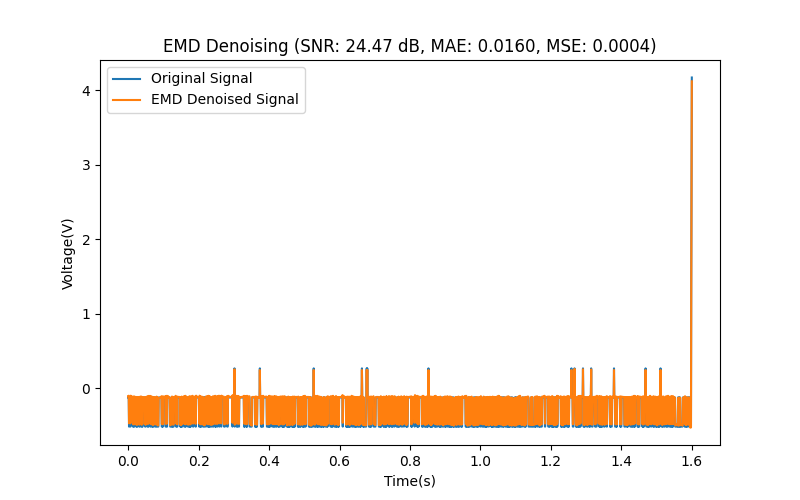 EMD Denoising (SNR: 24.47 dB, MAE: 0.0160, MSE: 0.0004)
Original Signal
EMD Denoised Signal
4
3
2
1
0
Voltage(V)
0.0 0.2 0.4 0.6 0.8 1.0 1.2 1.4 1.6
Time(s)